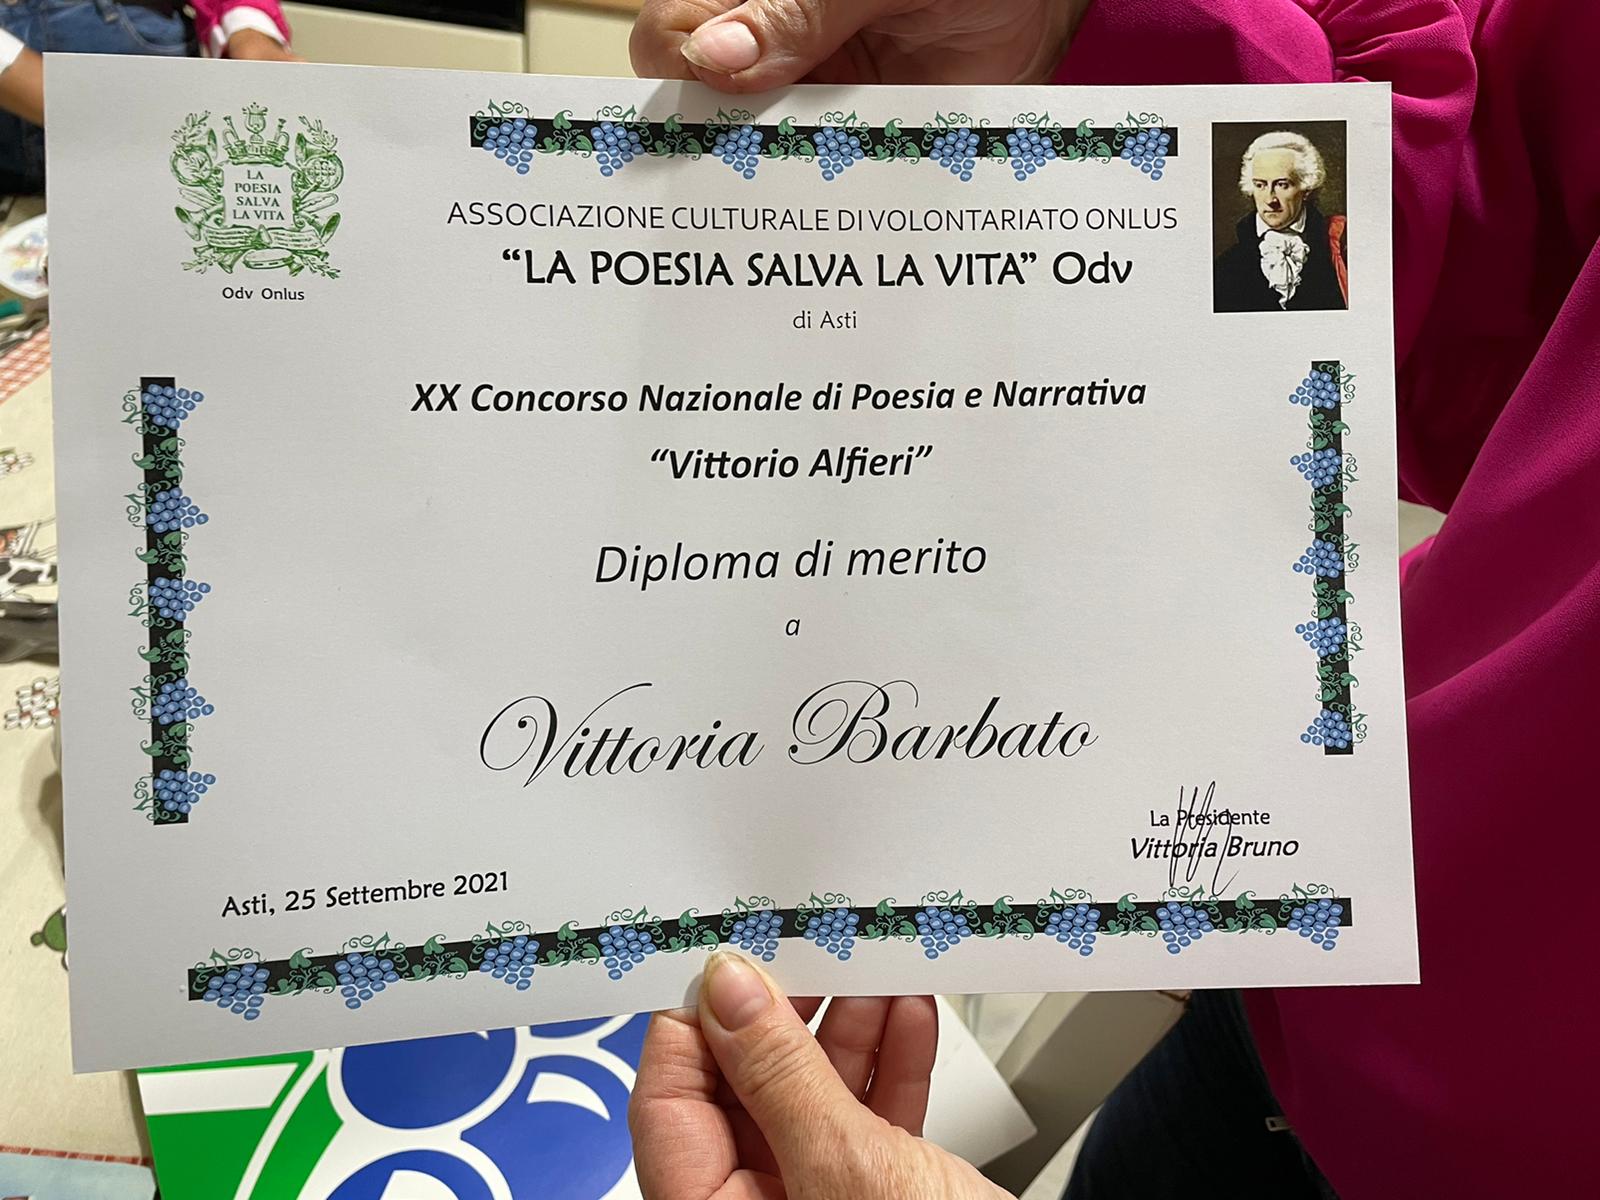 LA
POESIA
SALVA
LA VITA
Odv Onlus
ASSOCIAZIONE CULTURALE DI VOLONTARIATO ONLUS
“LA POESIA SALVA LA VITA” Odv
di Asti
XX Concorso Nazionale di Poesia e Narrativa
“Vittorio Alfieri”
Diploma di merito
a
Vittoria Barbato
La Presidente
Vittoria Bruno
Asti, 25 Settembre 2021